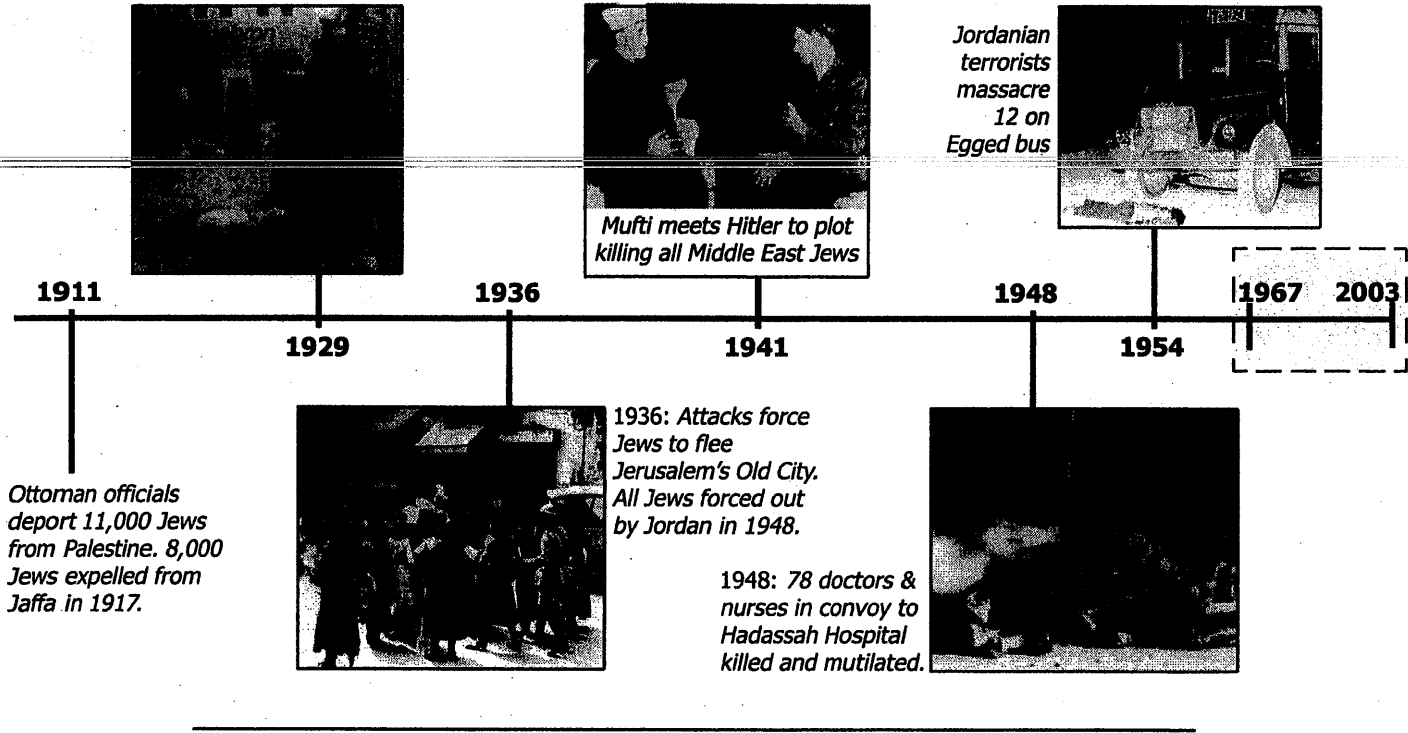 Jordanian
terrorists
massacre
12 on
Egged bus
Mufti meets Hitler to plot
killing all Middle East Jews
1911
1936
1948
1967
2003
1929
1941
1954
Ottoman officials
deport 11,000 Jews
from Palestine. 8,000
Jews expelled from
Jaffa in 1917.
1936: Attacks force
Jews to flee
Jerusalem's Old City.
All Jews forced out
by Jordan in 1948.
1948: 78 doctors &
nurses in convoy to
Hadassah Hospital
killed and mutilated.